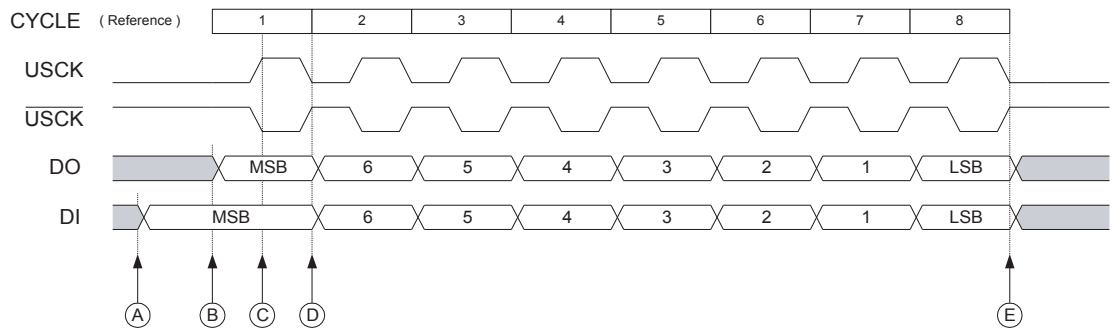 CYCLE ( Reference ) 1 2 3 4 5 6 7 8
USCK
USCK
DO MSB 6 5 4 3 2 1 LSB
DI MSB 6 5 4 3 2 1 LSB
A B C D E